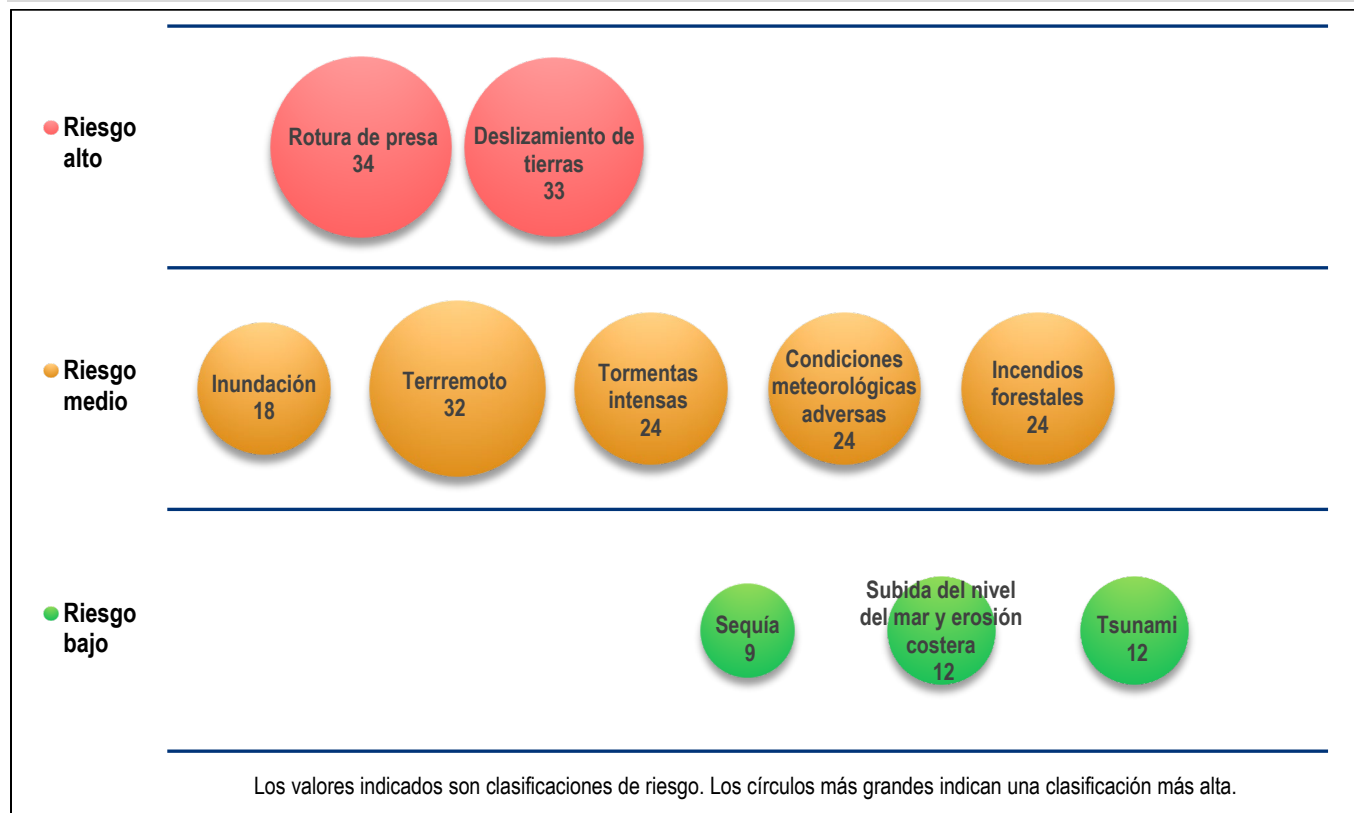 Riesgo
alto
Rotura de presa
34
Deslizamiento de
tierras
33
Riesgo
medio
Inundación
18
Terrremoto
32
Tormentas
intensas
24
Condiciones
meteorológicas
adversas
24
Incendios
forestales
24
Riesgo
bajo
Sequía
9
Subida del nivel
del mar y erosión
costera
12
Tsunami
12
Los valores indicados son clasificaciones de riesgo. Los círculos más grandes indican una clasificación más alta.